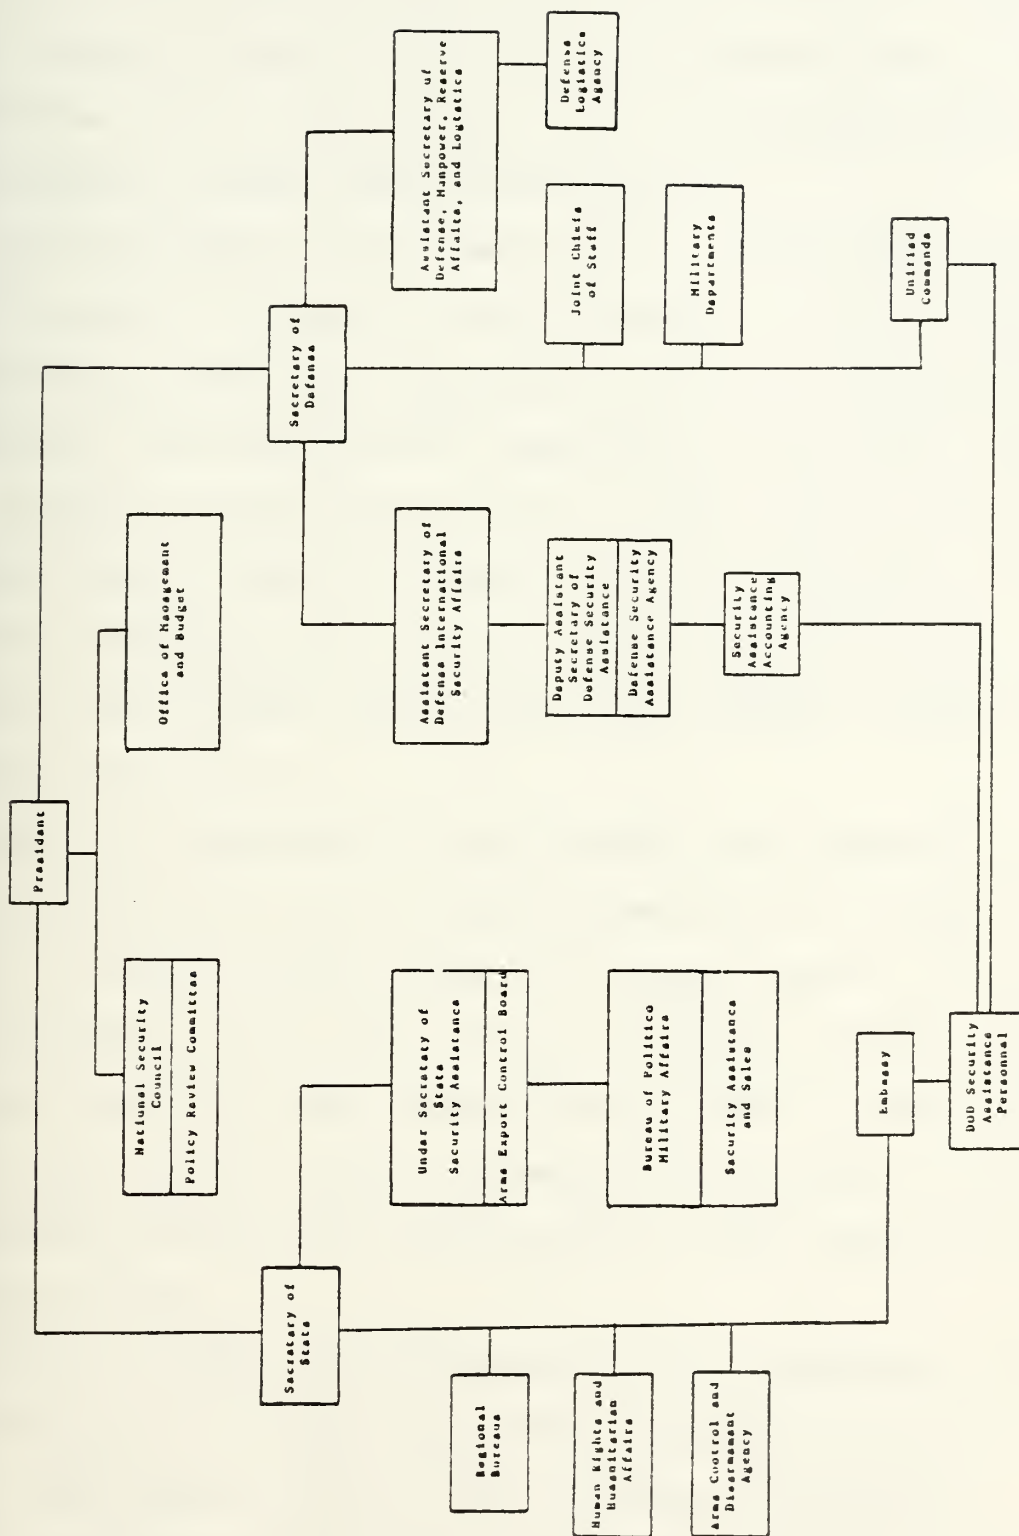 President
National Security
Council
Policy Review Committee
Office of Management
and Budget
Secretary of
State
Secretary of
Defense
Under Secretary of
State
Security Assistance
Arms Export Control Board
Assistant Secretary of
Defense International
Security Affairs
Assistant Secretary of
Defense, Manpower, Reserve
Affairs, and Logistics
Regional
Bureaus
Human Rights and
Humanitarian
Affairs
Arms Control and
Disarmament
Agency
Bureau of Politico
Military Affairs
Security Assistance
and Sales
Deputy Assistant
Secretary of
Defense Security
Assistance
Defense Security
Assistance Agency
Joint Chiefs
of Staff
Defense
Logistics
Agency
Military
Departments
Security
Assistance
Accounting
Agency
Embassy
Unified
Commands
DOD Security
Assistance
Personnel